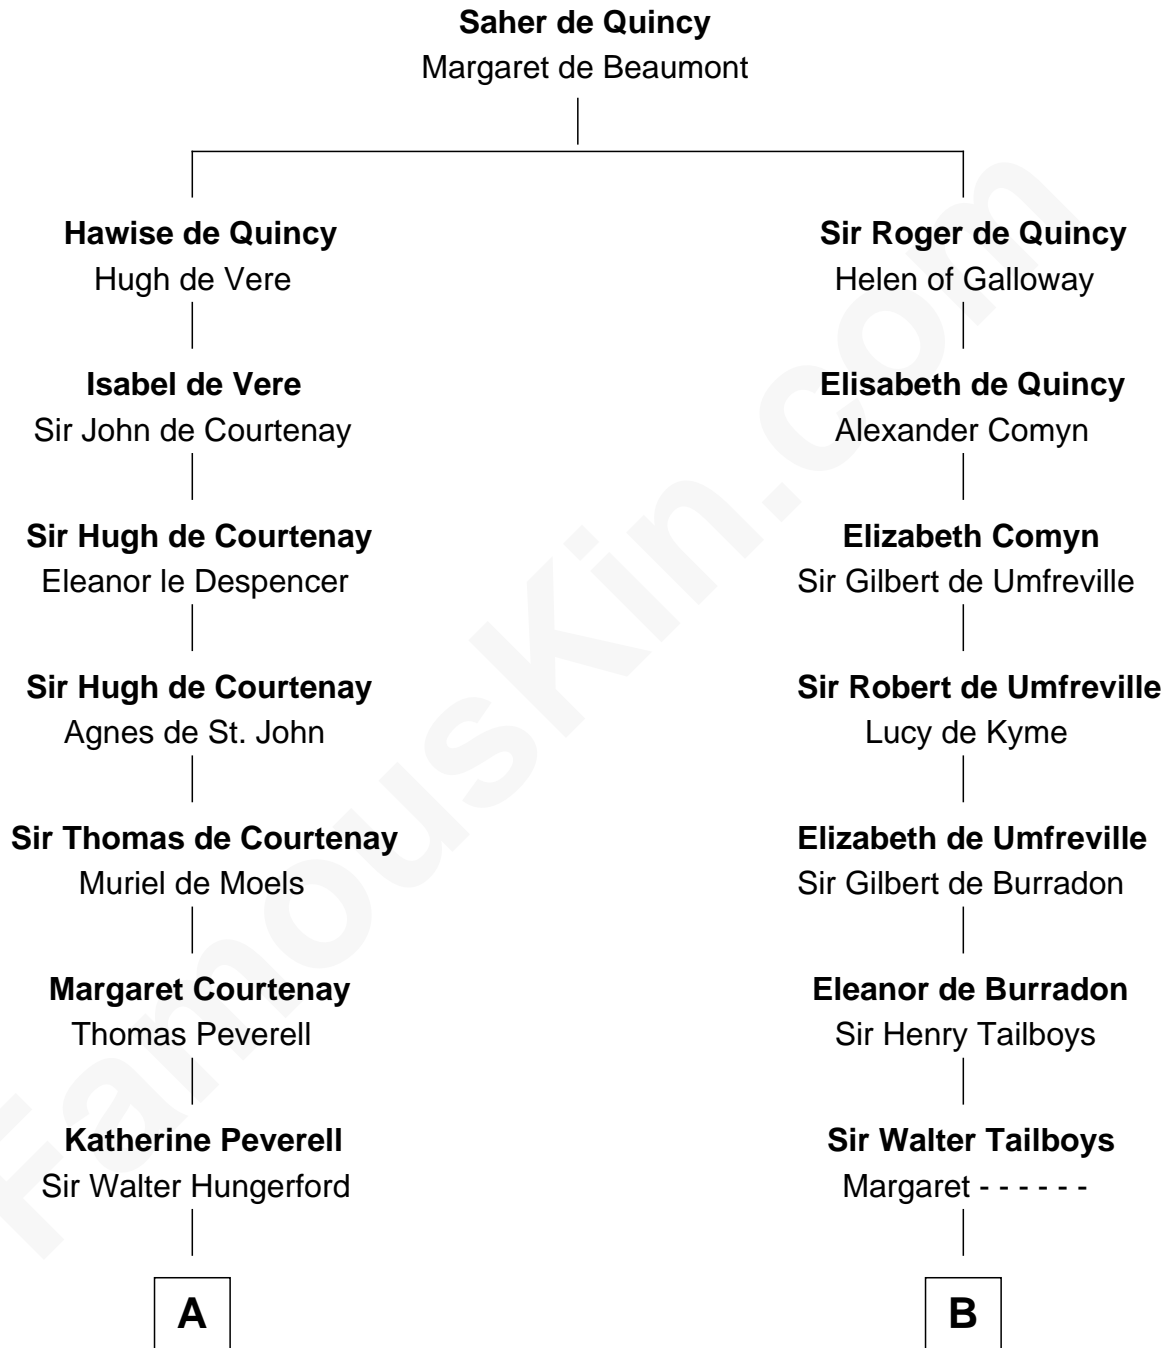 Saher de Quincy
Margaret de Beaumont
Hawise de Quincy
Hugh de Vere
Sir Roger de Quincy
Helen of Galloway
Isabel de Vere
Sir John de Courtenay
Elisabeth de Quincy
Alexander Comyn
Sir Hugh de Courtenay
Eleanor le Despencer
Elizabeth Comyn
Sir Gilbert de Umfreville
Sir Hugh de Courtenay
Agnes de St. John
Sir Robert de Umfreville
Lucy de Kyme
Sir Thomas de Courtenay
Muriel de Moels
Elizabeth de Umfreville
Sir Gilbert de Burradon
Margaret Courtenay
Thomas Peverell
Eleanor de Burradon
Sir Henry Tailboys
Katherine Peverell
Sir Walter Hungerford
Sir Walter Tailboys
Margaret - - - - - -
A
B
FamousKin.com